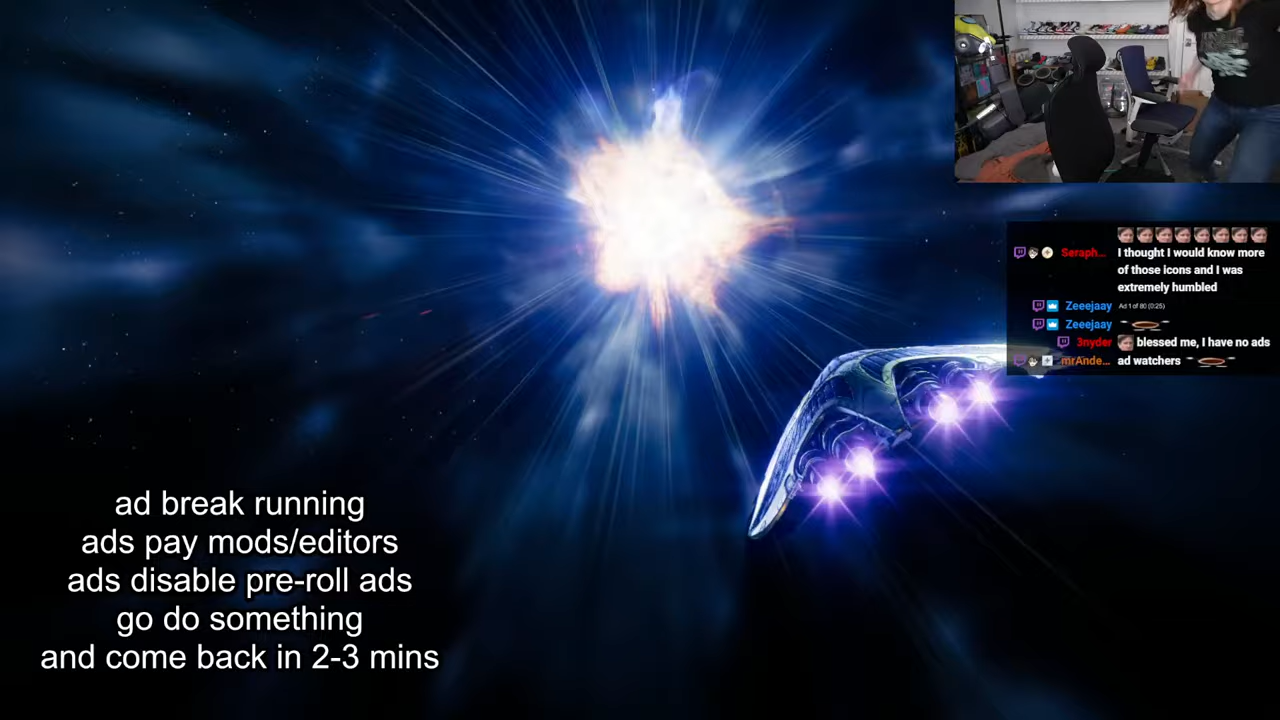 Seraph... I thought I would know more
of those icons and I was
extremely humbled
Zeeejaay Ad 1 of 80 (0:25)
Zeeejaay
3nyder blessed me, I have no ads
mrAnde... ad watchers
ad break running
ads pay mods/editors
ads disable pre-roll ads
go do something
and come back in 2-3 mins